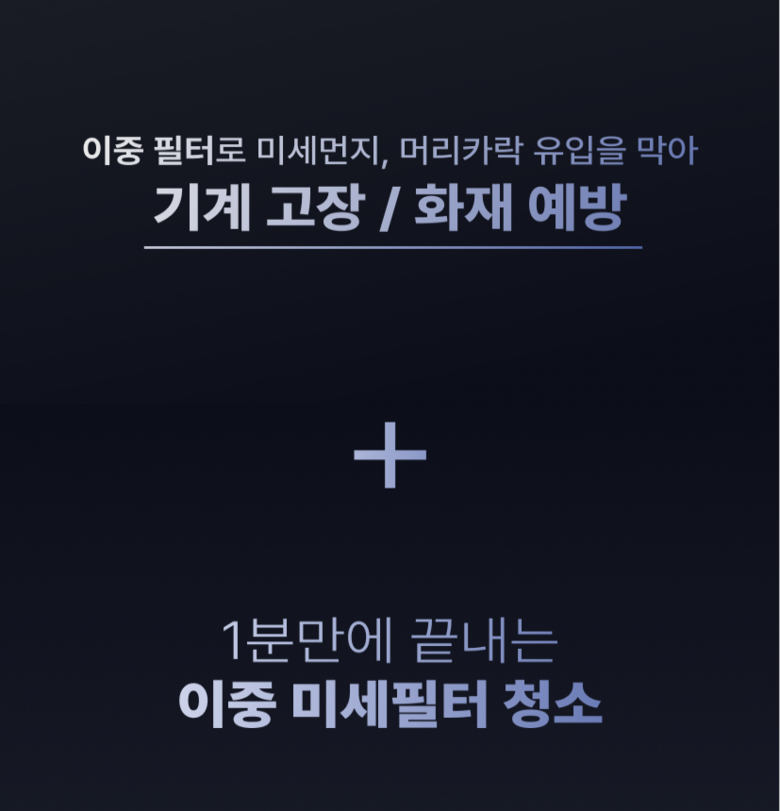 이중 필터로 미세먼지, 머리카락 유입을 막아
기계 고장 / 화재 예방
+
1분만에 끝내는
이중 미세필터 청소